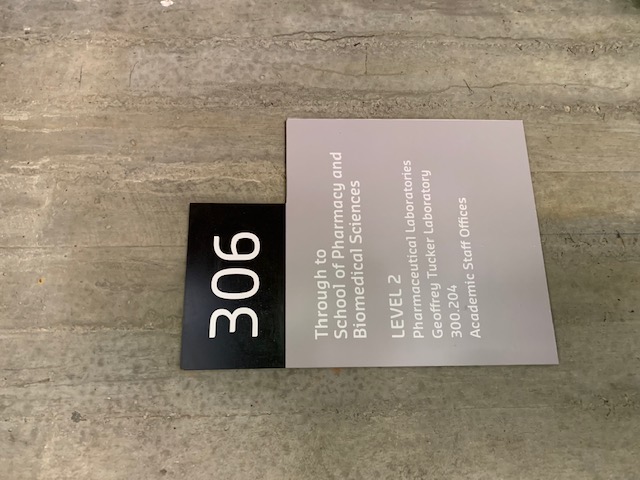 306
Through to
School of Pharmacy and
Biomedical Sciences
LEVEL 2
Pharmaceutical Laboratories
Geoffrey Tucker Laboratory
300.204
Academic Staff Offices